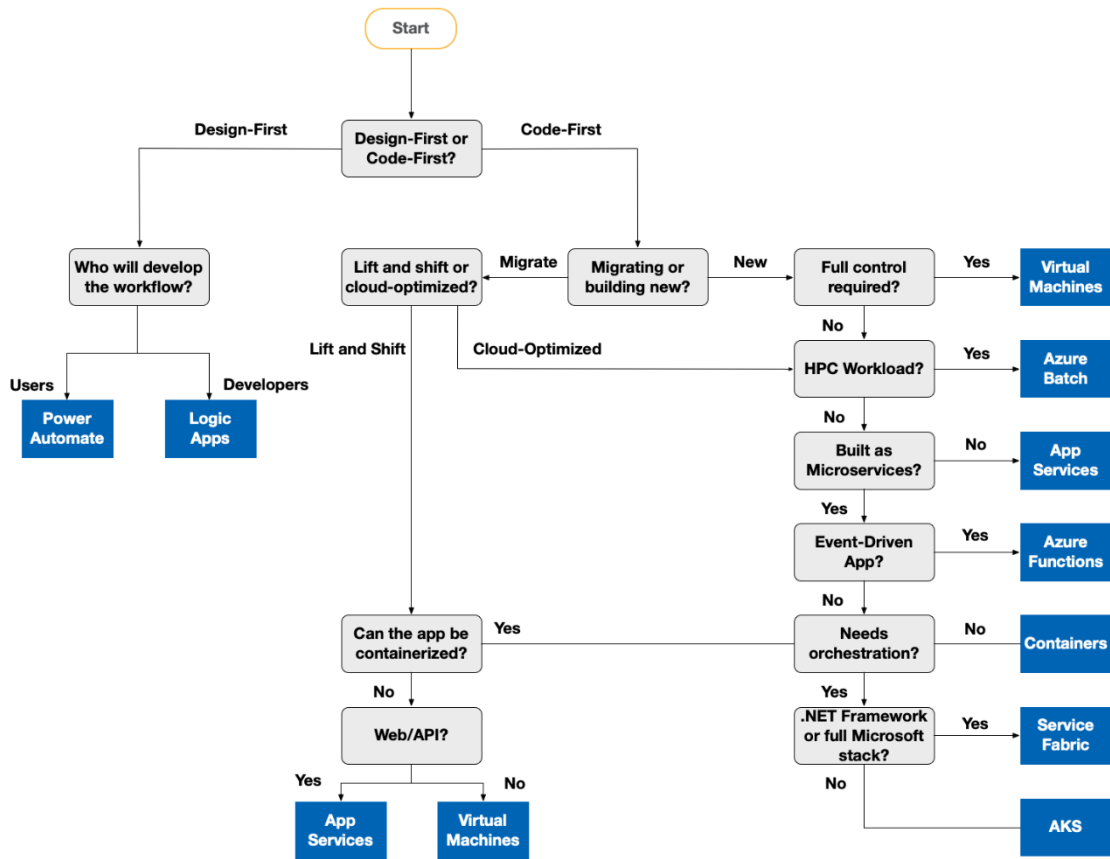 Start
Design-First
Code-First
Design-First or
Code-First?
Who will develop
the workflow?
Lift and shift or
cloud-optimized?
Migrate
Migrating or
building new?
New
Full control
required?
Yes
Virtual
Machines
No
Lift and Shift
Cloud-Optimized
HPC Workload?
Yes
Azure
Batch
Users
Developers
Power
Automate
Logic
Apps
No
Built as
Microservices?
No
App
Services
Yes
Event-Driven
App?
Yes
Azure
Functions
No
Can the app be
containerized?
Yes
Needs
orchestration?
No
Containers
No
Yes
Web/API?
.NET Framework
or full Microsoft
stack?
Yes
Service
Fabric
Yes
No
No
App
Services
Virtual
Machines
AKS